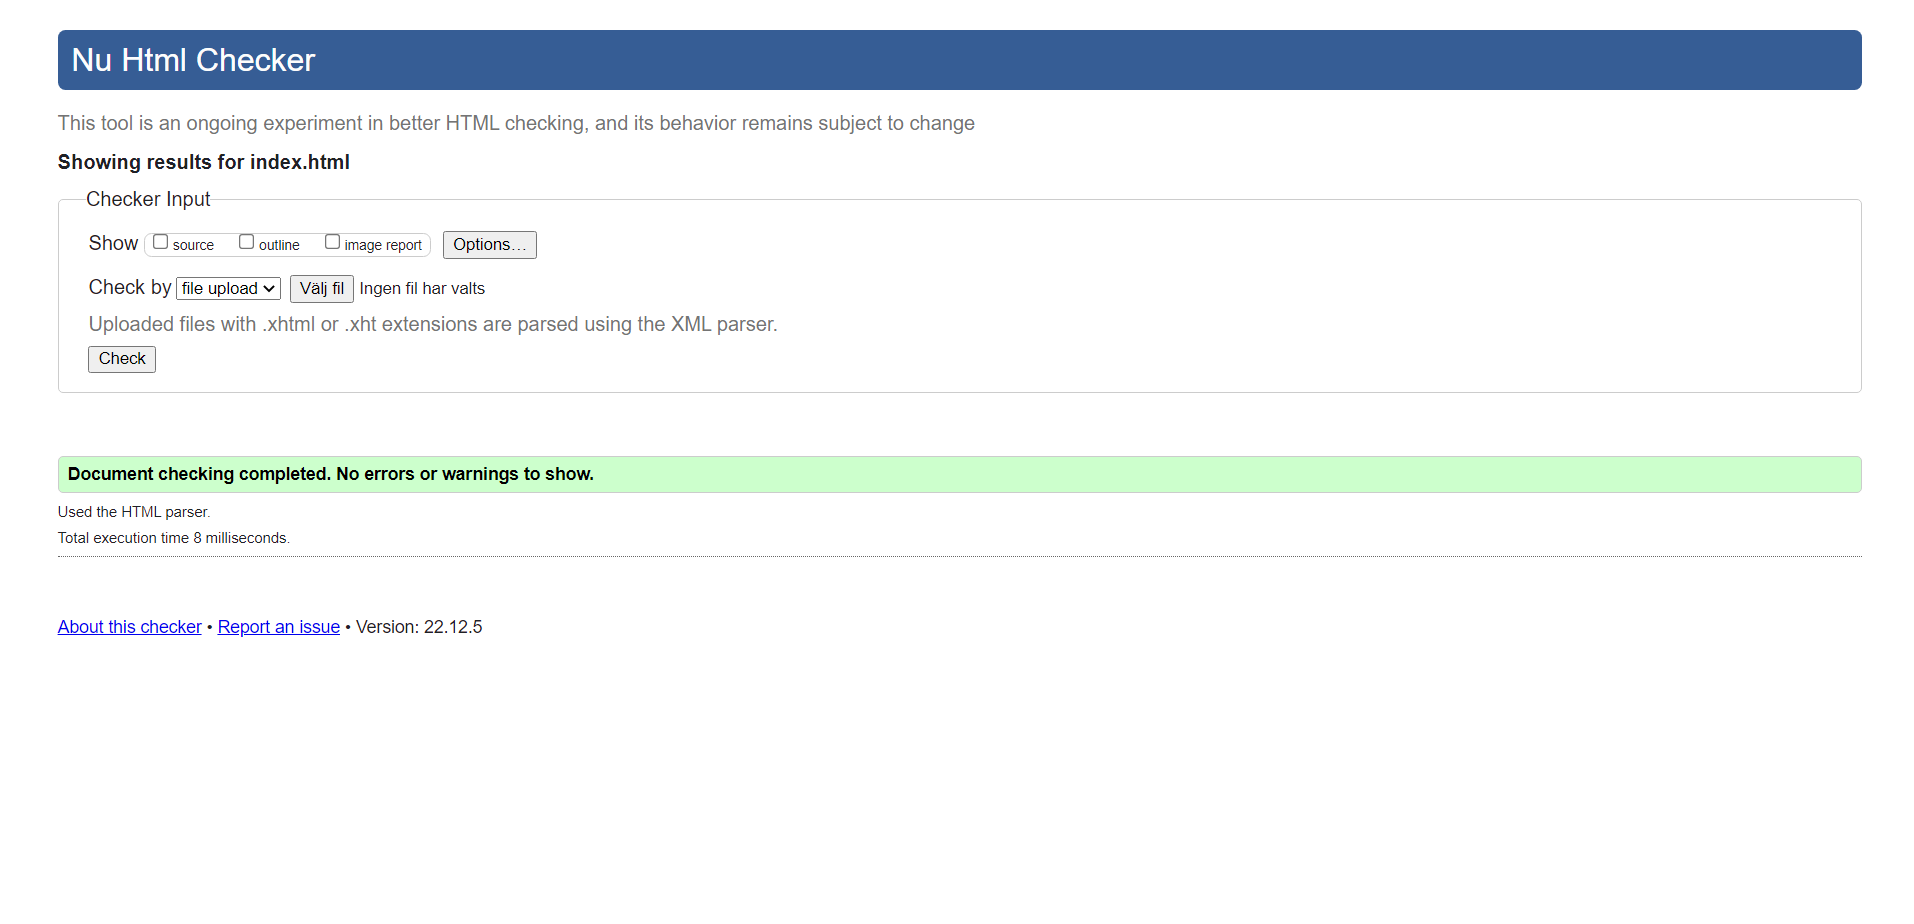 Nu Html Checker
This tool is an ongoing experiment in better HTML checking, and its behavior remains subject to change
Showing results for index.html
Checker Input
Show source outline image report Options…
Check by file upload Välj fil Ingen fil har valts
Uploaded files with .xhtml or .xht extensions are parsed using the XML parser.
Check
Document checking completed. No errors or warnings to show.
Used the HTML parser.
Total execution time 8 milliseconds.
About this checker • Report an issue • Version: 22.12.5